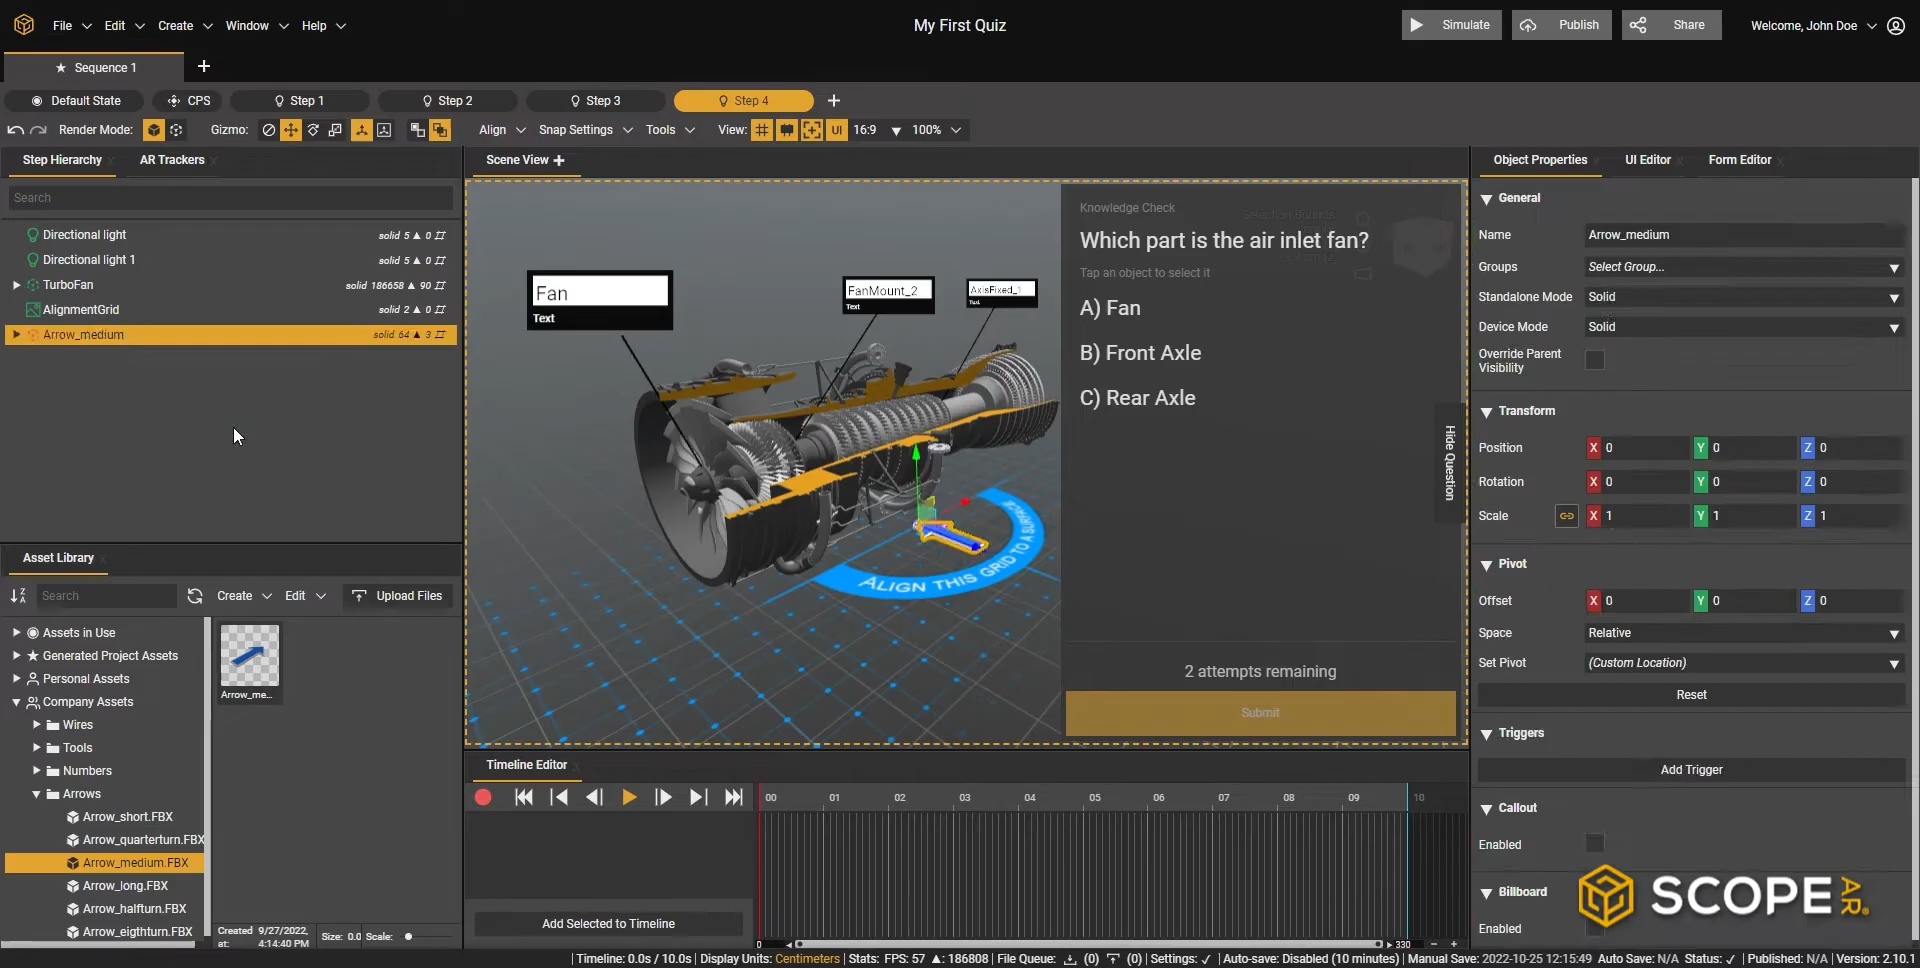 File Edit Create Window Help My First Quiz Simulate Publish Share Welcome, John Doe
★ Sequence 1 +
Default State CPS Step 1 Step 2 Step 3 Step 4 +
Render Mode: Gizmo: Align Snap Settings Tools View: UI 16:9 100%
Step Hierarchy AR Trackers
Search
Directional light solid 5 ▲ 0
Directional light 1 solid 5 ▲ 0
TurboFan solid 186658 ▲ 90
AlignmentGrid solid 2 ▲ 0
Arrow_medium solid 64 ▲ 3
Asset Library
Search Create Edit Upload Files
Assets in Use
Generated Project Assets
Personal Assets
Company Assets
Wires
Tools
Numbers
Arrows
Arrow_short.FBX
Arrow_quarterturn.FBX
Arrow_medium.FBX
Arrow_long.FBX
Arrow_halfturn.FBX
Arrow_eigthturn.FBX
Arrow_me...
Created at: 9/27/2022, 4:14:40 PM Size: 0.0 Scale:
Scene View +
Fan
Text
FanMount_2
Text
AxisFixed_1
Text
ALIGN THIS GRID TO A SURFACE
Knowledge Check
Selection Bounds
Which part is the air inlet fan?
Tap an object to select it
A) Fan
B) Front Axle
C) Rear Axle
Hide Question
2 attempts remaining
Submit
Timeline Editor
00 01 02 03 04 05 06 07 08 09 10
Add Selected to Timeline
0 330 - +
Object Properties UI Editor Form Editor
General
Name Arrow_medium
Groups Select Group...
Standalone Mode Solid
Device Mode Solid
Override Parent
Visibility
Transform
Position X 0 Y 0 Z 0
Rotation X 0 Y 0 Z 0
Scale X 1 Y 1 Z 1
Pivot
Offset X 0 Y 0 Z 0
Space Relative
Set Pivot (Custom Location)
Reset
Triggers
Add Trigger
Callout
Enabled
Billboard
Enabled
SCOPE AR
Timeline: 0.0s / 10.0s | Display Units: Centimeters | Stats: FPS: 57 ▲: 186808 | File Queue: (0) (0) | Settings: ✓ | Auto-save: Disabled (10 minutes) | Manual Save: 2022-10-25 12:15:49 Auto Save: N/A | Status: ✓ | Published: N/A | Version: 2.10.1